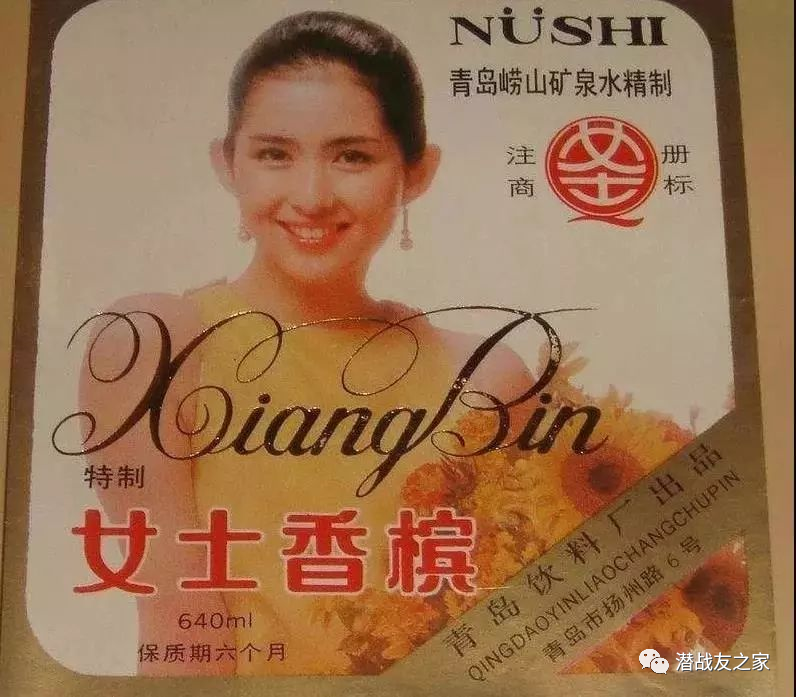 NÜSHI
青岛崂山矿泉水精制
注册
商标
女士
XiangBin
特制
女士香槟
640ml
保质期六个月
青岛饮料厂出品
QINGDAOYINLIAOCHANGCHUPIN
青岛市扬州路6号
潜战友之家